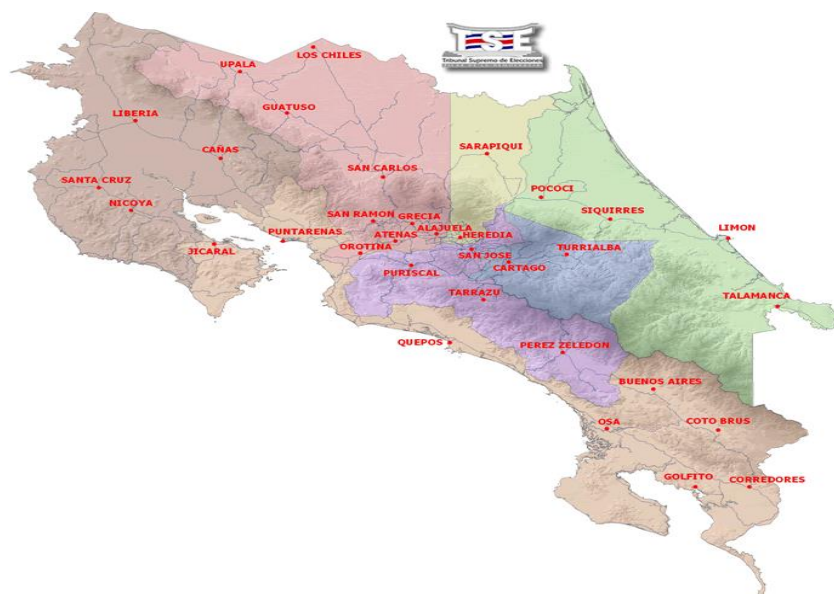 TSE
Tribunal Supremo de Elecciones
LOS CHILES
UPALA
GUATUSO
LIBERIA
SARAPIQUI
CAÑAS
SAN CARLOS
SANTA CRUZ
POCOCI
NICOYA
SAN RAMON
GRECIA
SIQUIRRES
ALAJUELA
LIMON
PUNTARENAS
ATENAS
HEREDIA
JICARAL
OROTINA
SAN JOSE
TURRIALBA
CARTAGO
PURISCAL
TARRAZU
TALAMANCA
QUEPOS
PEREZ ZELEDON
BUENOS AIRES
OSA
COTO BRUS
GOLFITO
CORREDORES